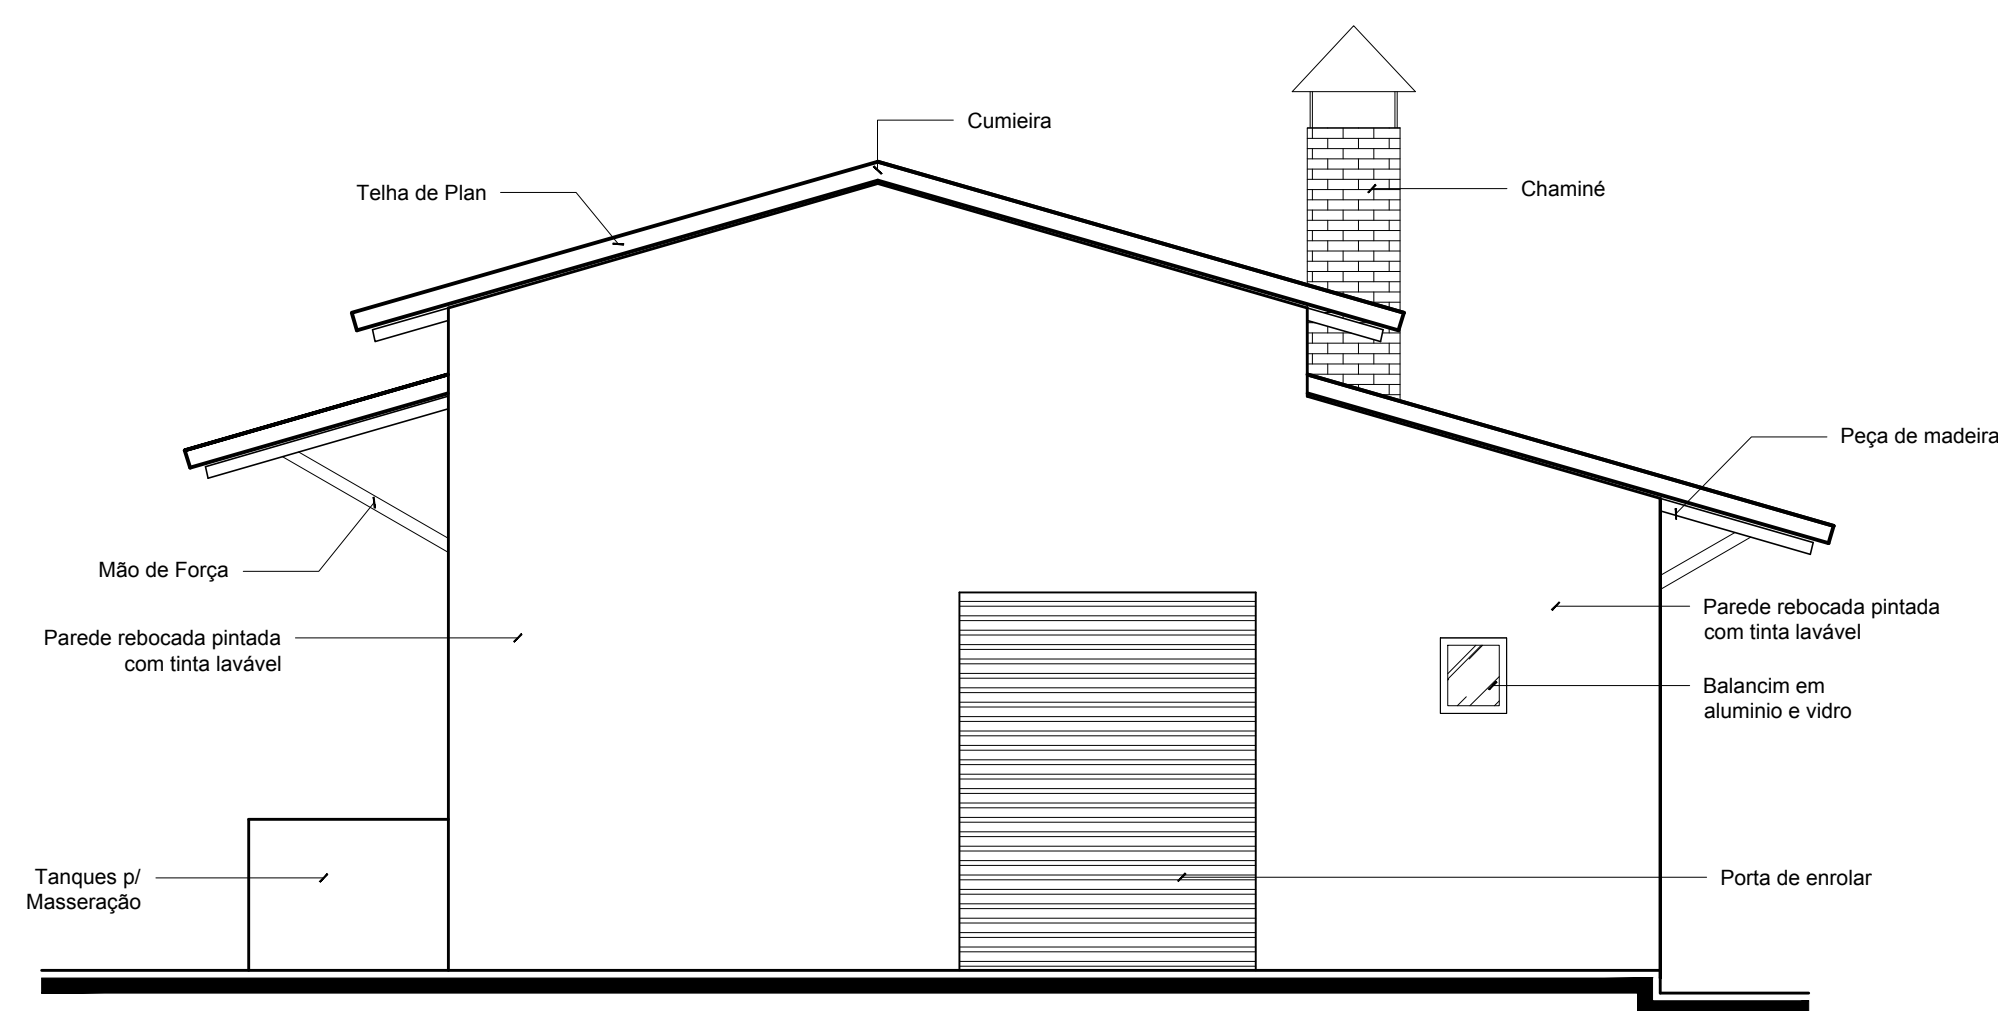 Cumieira
Telha de Plan
Chaminé
Peça de madeira
Mão de Força
Parede rebocada pintada
com tinta lavável
Parede rebocada pintada
com tinta lavável
Balancim em
aluminio e vidro
Tanques p/
Masseração
Porta de enrolar